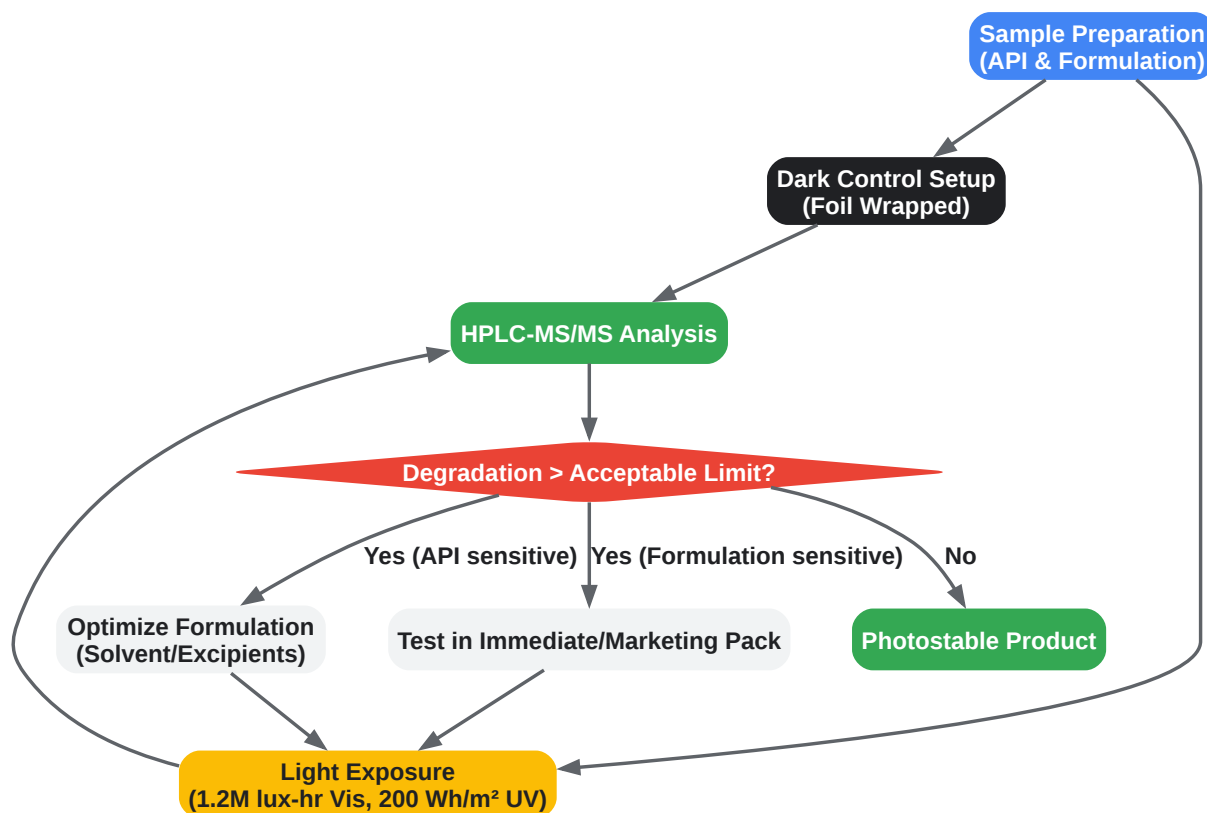 Sample Preparation
(API & Formulation)
Dark Control Setup
(Foil Wrapped)
HPLC-MS/MS Analysis
Degradation > Acceptable Limit?
Yes (API sensitive)
Yes (Formulation sensitive)
No
Optimize Formulation
(Solvent/Excipients)
Test in Immediate/Marketing Pack
Photostable Product
Light Exposure
(1.2M lux-hr Vis, 200 Wh/m² UV)